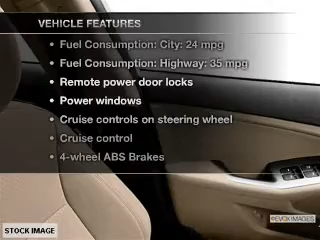 VEHICLE FEATURES
• Fuel Consumption: City: 24 mpg
• Fuel Consumption: Highway: 35 mpg
• Remote power door locks
• Power windows
• Cruise controls on steering wheel
• Cruise control
• 4-wheel ABS Brakes
©EVOX IMAGES
STOCK IMAGE